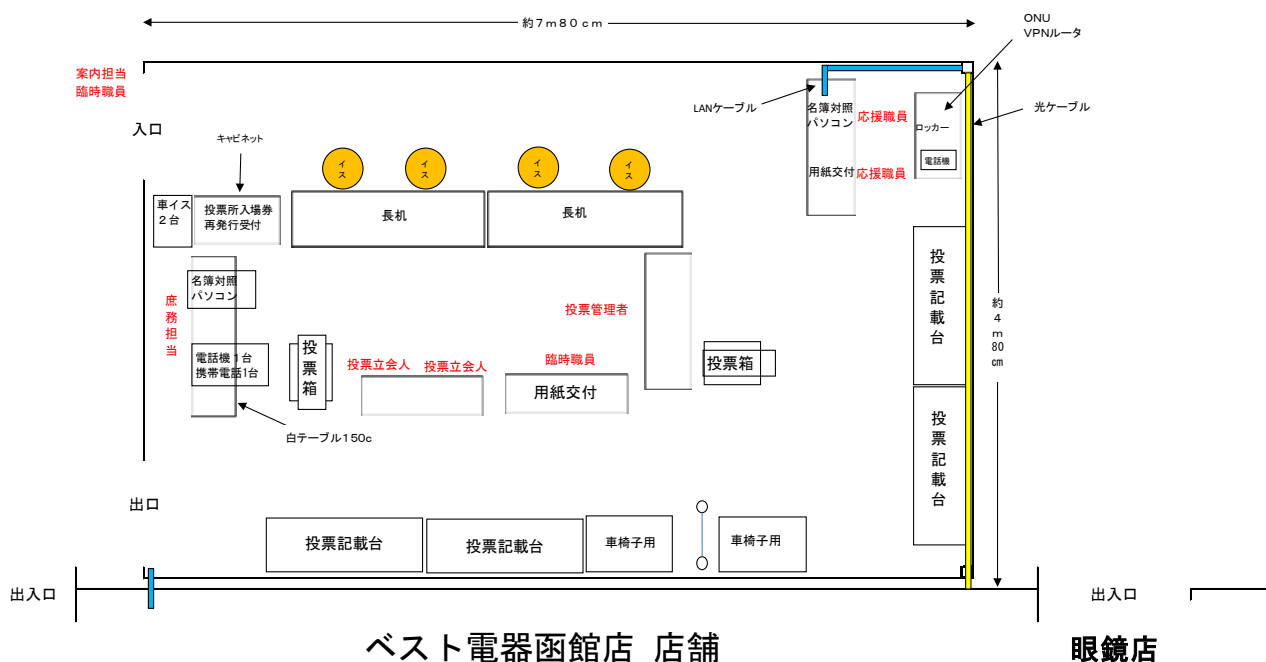 約7ｍ80ｃｍ
ONU
VPNルータ
案内担当
臨時職員
入口
キャビネット
LANケーブル
名簿対照
パソコン
応援職員
ロッカー
光ケーブル
電話機
用紙交付
応援職員
イス
イス
イス
イス
車イス
２台
投票所入場券
再発行受付
長机
長机
名簿対照
パソコン
庶務担当
投票管理者
投票記載台
約4ｍ80㎝
電話機１台
携帯電話1台
投票箱
投票立会人
投票立会人
臨時職員
用紙交付
投票箱
白テーブル150c
投票記載台
出口
投票記載台
投票記載台
車椅子用
車椅子用
出入口
出入口
ベスト電器函館店 店舗
眼鏡店